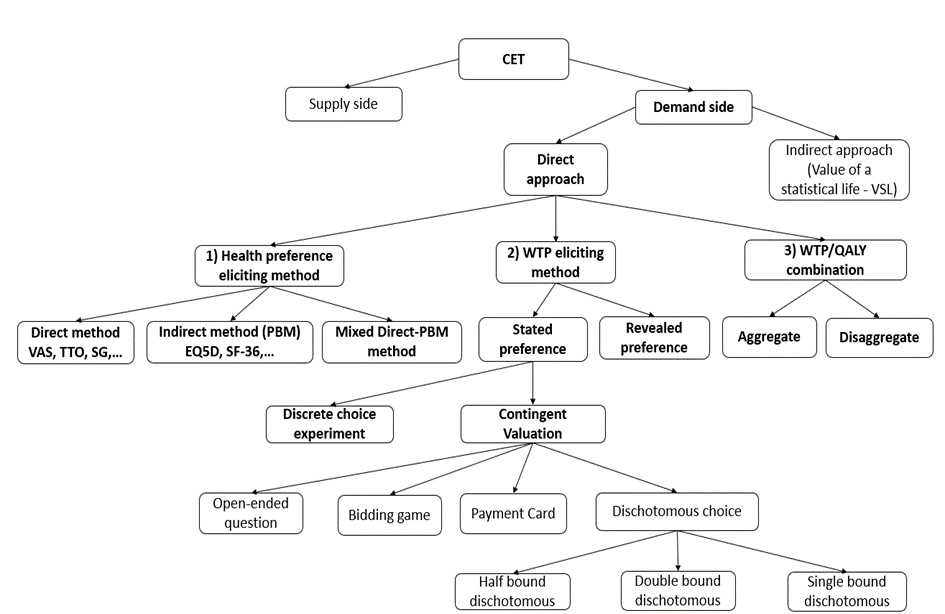 CET
Supply side
Demand side
Direct
approach
Indirect approach
(Value of a
statistical life - VSL)
1) Health preference
eliciting method
2) WTP eliciting
method
3) WTP/QALY
combination
Direct method
VAS, TTO, SG,...
Indirect method (PBM)
EQ5D, SF-36,...
Mixed Direct-PBM
method
Stated
preference
Revealed
preference
Aggregate
Disaggregate
Discrete choice
experiment
Contingent
Valuation
Open-ended
question
Bidding game
Payment Card
Dischotomous choice
Half bound
dischotomous
Double bound
dischotomous
Single bound
dischotomous